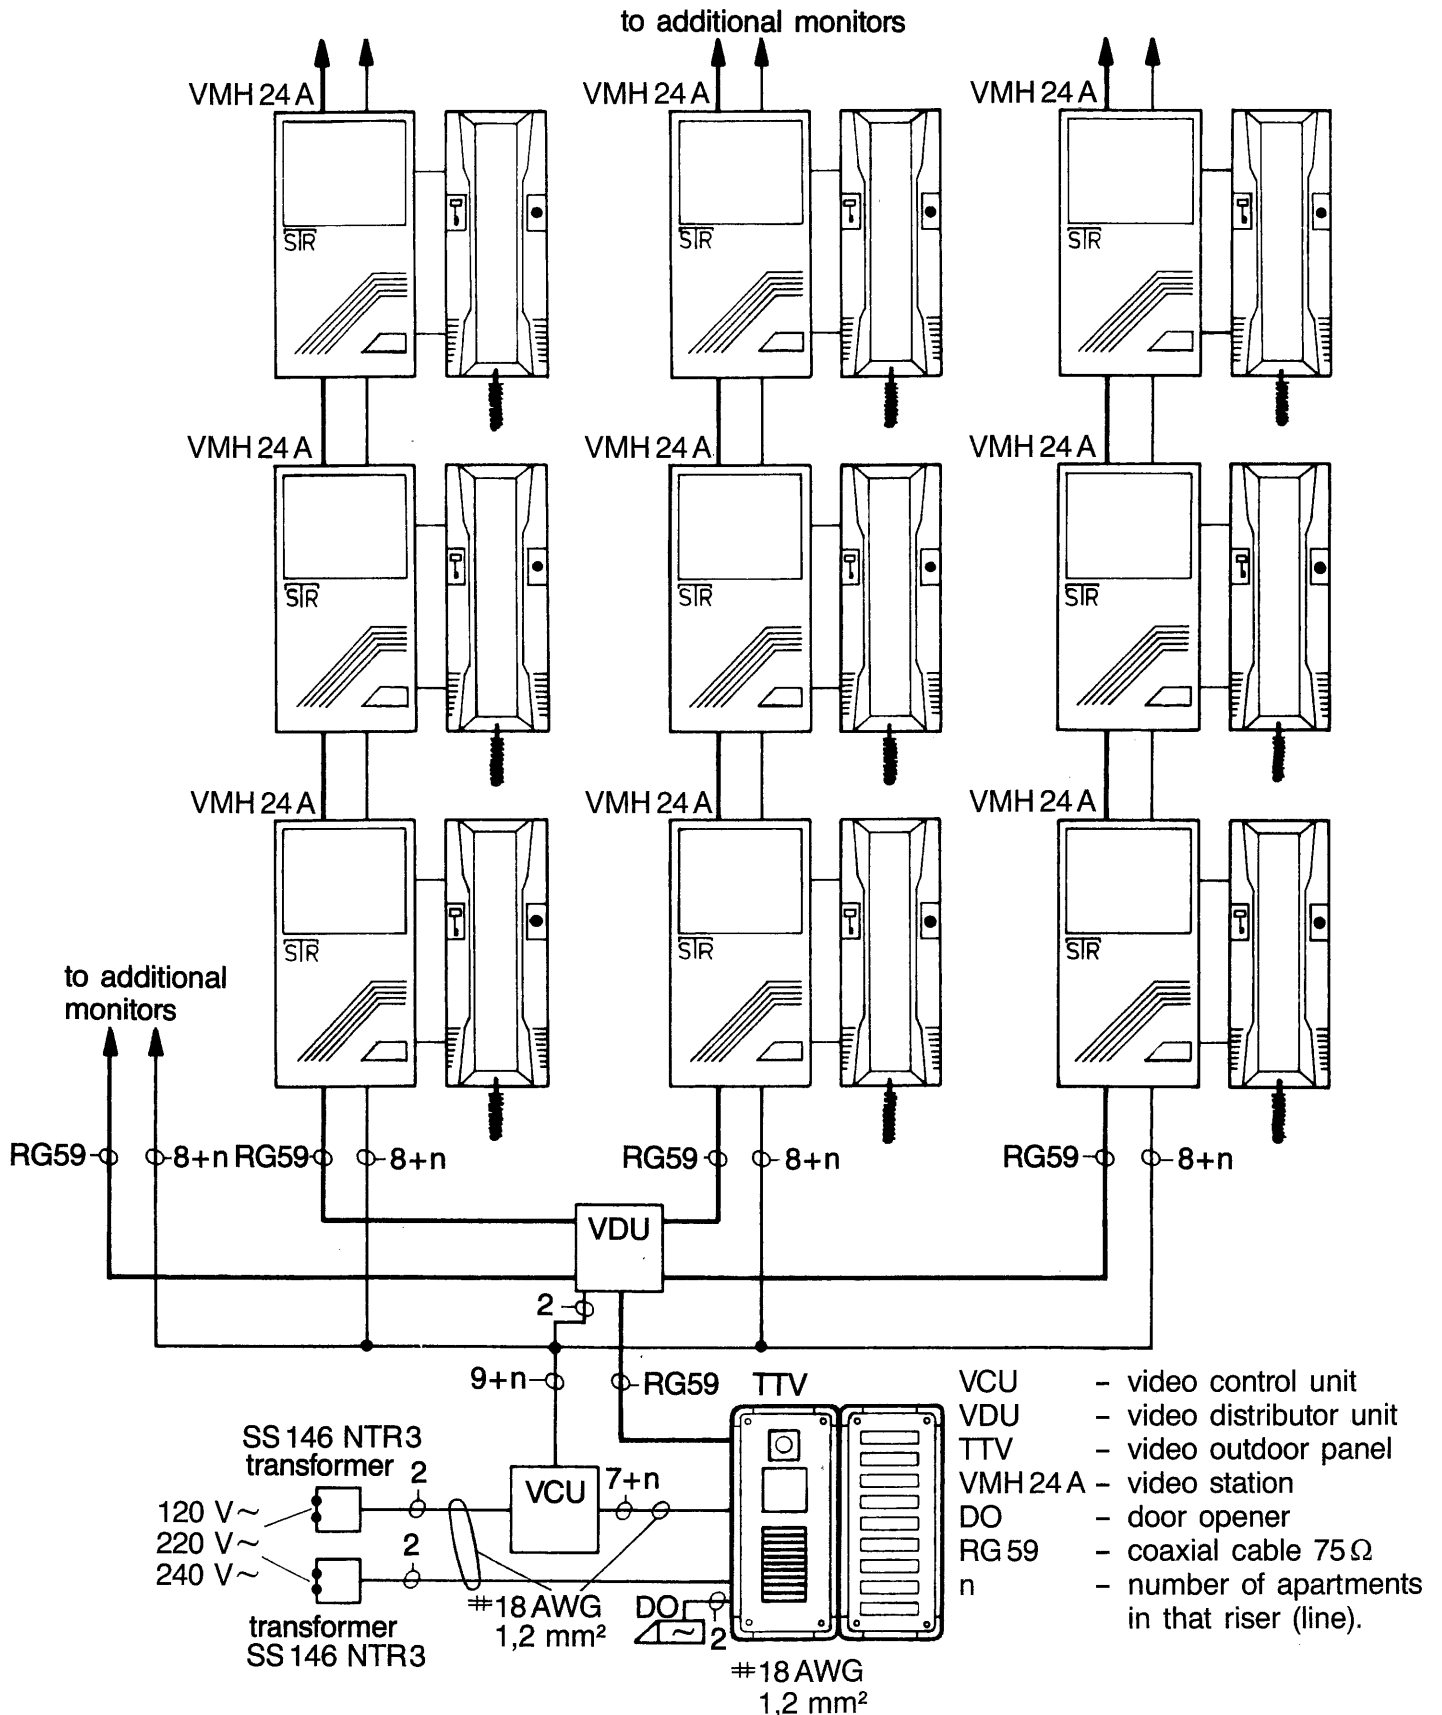 to additional monitors
VMH 24 A
VMH 24 A
VMH 24 A
STR
STR
STR
VMH 24 A
VMH 24 A
VMH 24 A
STR
STR
STR
VMH 24 A
VMH 24 A
VMH 24 A
STR
STR
STR
to additional
monitors
RG59
8+n
RG59
8+n
RG59
8+n
RG59
8+n
VDU
2
9+n
RG59
TTV
SS 146 NTR3
transformer
2
VCU
7+n
120 V~
220 V~
240 V~
2
transformer
SS 146 NTR3
#18 AWG
1,2 mm²
DO
~
2
#18 AWG
1,2 mm²
VCU – video control unit
VDU – video distributor unit
TTV – video outdoor panel
VMH 24 A – video station
DO – door opener
RG 59 – coaxial cable 75 Ω
n – number of apartments
in that riser (line).